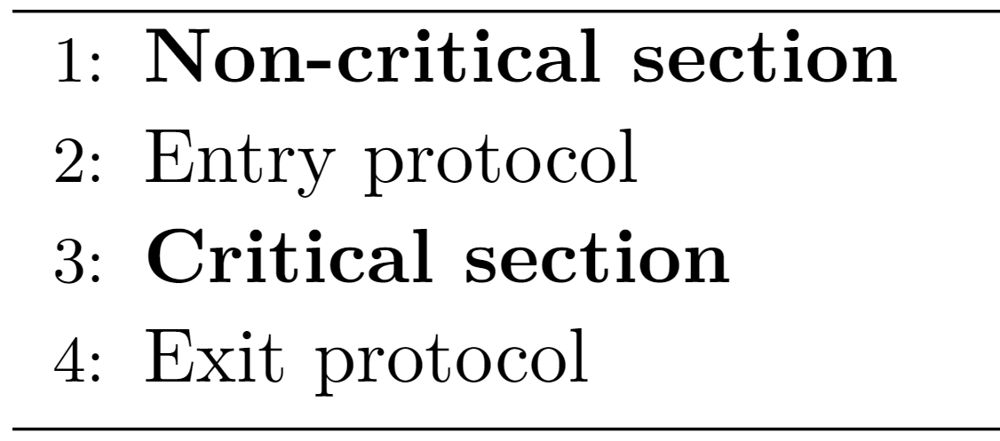 1: Non-critical section
2: Entry protocol
3: Critical section
4: Exit protocol